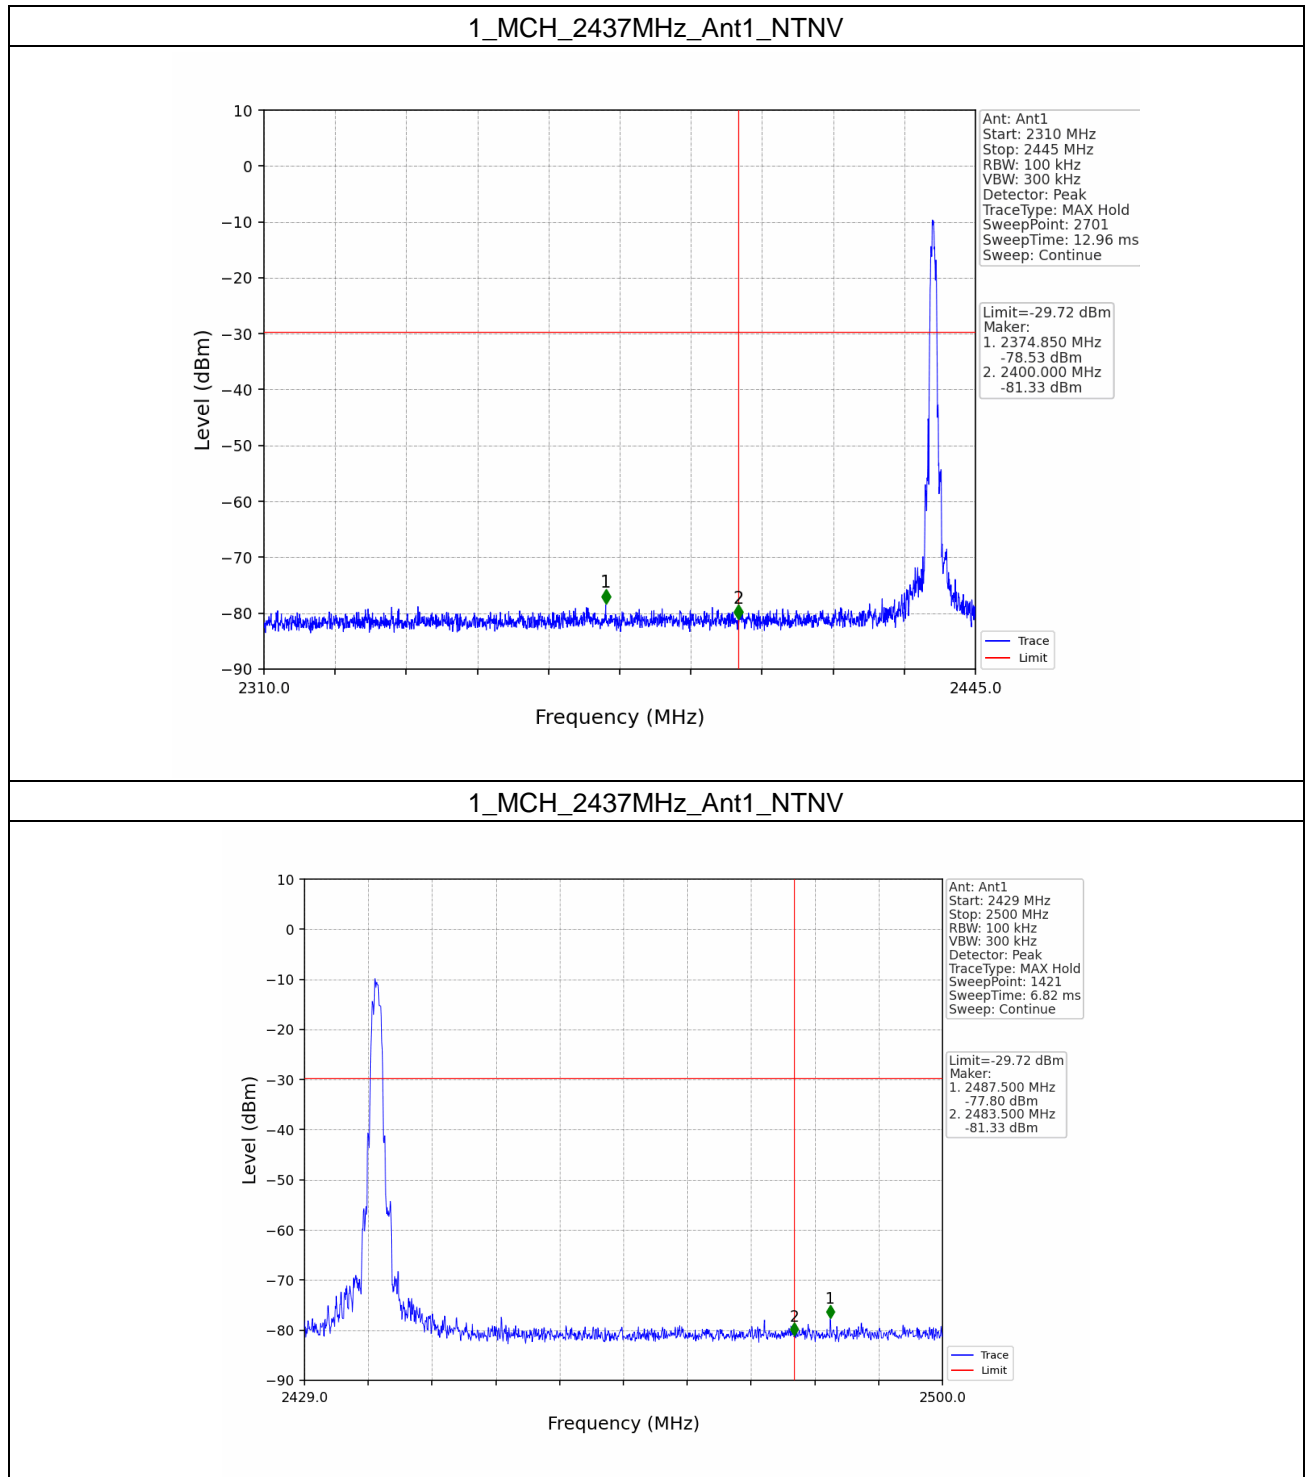 1_MCH_2437MHz_Ant1_NTNV
10
0
−10
−20
−30
−40
−50
−60
−70
−80
−90
Level (dBm)
2310.0
2445.0
Frequency (MHz)
1
2
Ant: Ant1
Start: 2310 MHz
Stop: 2445 MHz
RBW: 100 kHz
VBW: 300 kHz
Detector: Peak
TraceType: MAX Hold
SweepPoint: 2701
SweepTime: 12.96 ms
Sweep: Continue
Limit=-29.72 dBm
Maker:
1. 2374.850 MHz
-78.53 dBm
2. 2400.000 MHz
-81.33 dBm
Trace
Limit
1_MCH_2437MHz_Ant1_NTNV
10
0
−10
−20
−30
−40
−50
−60
−70
−80
−90
Level (dBm)
2429.0
2500.0
Frequency (MHz)
2
1
Ant: Ant1
Start: 2429 MHz
Stop: 2500 MHz
RBW: 100 kHz
VBW: 300 kHz
Detector: Peak
TraceType: MAX Hold
SweepPoint: 1421
SweepTime: 6.82 ms
Sweep: Continue
Limit=-29.72 dBm
Maker:
1. 2487.500 MHz
-77.80 dBm
2. 2483.500 MHz
-81.33 dBm
Trace
Limit